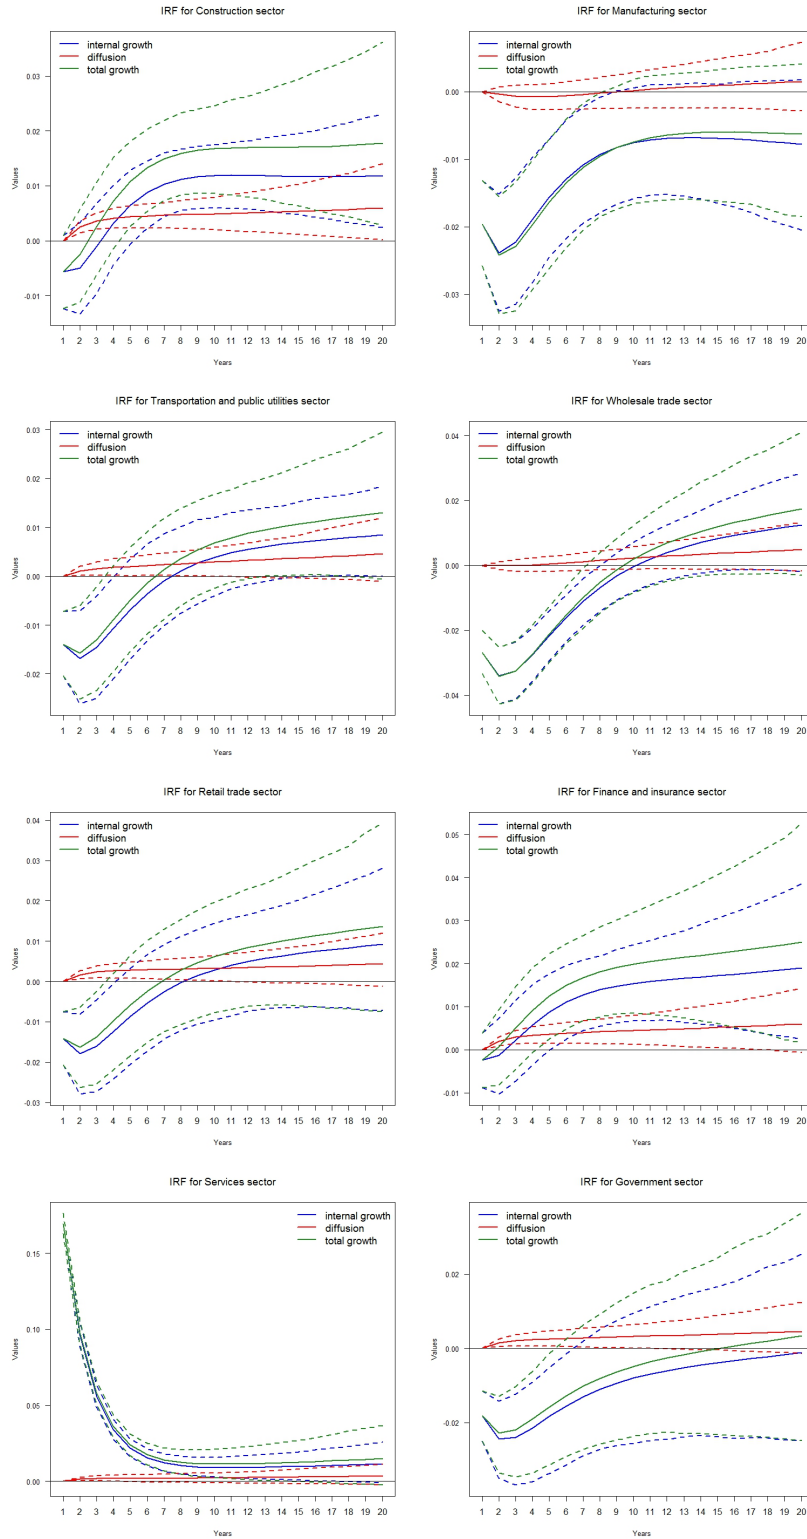 IRF for Construction sector
internal growth
diffusion
total growth
0.03
0.02
0.01
0.00
-0.01
Values
1 2 3 4 5 6 7 8 9 10 11 12 13 14 15 16 17 18 19 20
Years
IRF for Manufacturing sector
internal growth
diffusion
total growth
0.00
-0.01
-0.02
-0.03
Values
1 2 3 4 5 6 7 8 9 10 11 12 13 14 15 16 17 18 19 20
Years
IRF for Transportation and public utilities sector
internal growth
diffusion
total growth
0.03
0.02
0.01
0.00
-0.01
-0.02
Values
1 2 3 4 5 6 7 8 9 10 11 12 13 14 15 16 17 18 19 20
Years
IRF for Wholesale trade sector
internal growth
diffusion
total growth
0.04
0.02
0.00
-0.02
-0.04
Values
1 2 3 4 5 6 7 8 9 10 11 12 13 14 15 16 17 18 19 20
Years
IRF for Retail trade sector
internal growth
diffusion
total growth
0.04
0.03
0.02
0.01
0.00
-0.01
-0.02
-0.03
Values
1 2 3 4 5 6 7 8 9 10 11 12 13 14 15 16 17 18 19 20
Years
IRF for Finance and insurance sector
internal growth
diffusion
total growth
0.05
0.04
0.03
0.02
0.01
0.00
-0.01
Values
1 2 3 4 5 6 7 8 9 10 11 12 13 14 15 16 17 18 19 20
Years
IRF for Services sector
internal growth
diffusion
total growth
0.15
0.10
0.05
0.00
Values
1 2 3 4 5 6 7 8 9 10 11 12 13 14 15 16 17 18 19 20
Years
IRF for Government sector
internal growth
diffusion
total growth
0.02
0.00
-0.02
Values
1 2 3 4 5 6 7 8 9 10 11 12 13 14 15 16 17 18 19 20
Years